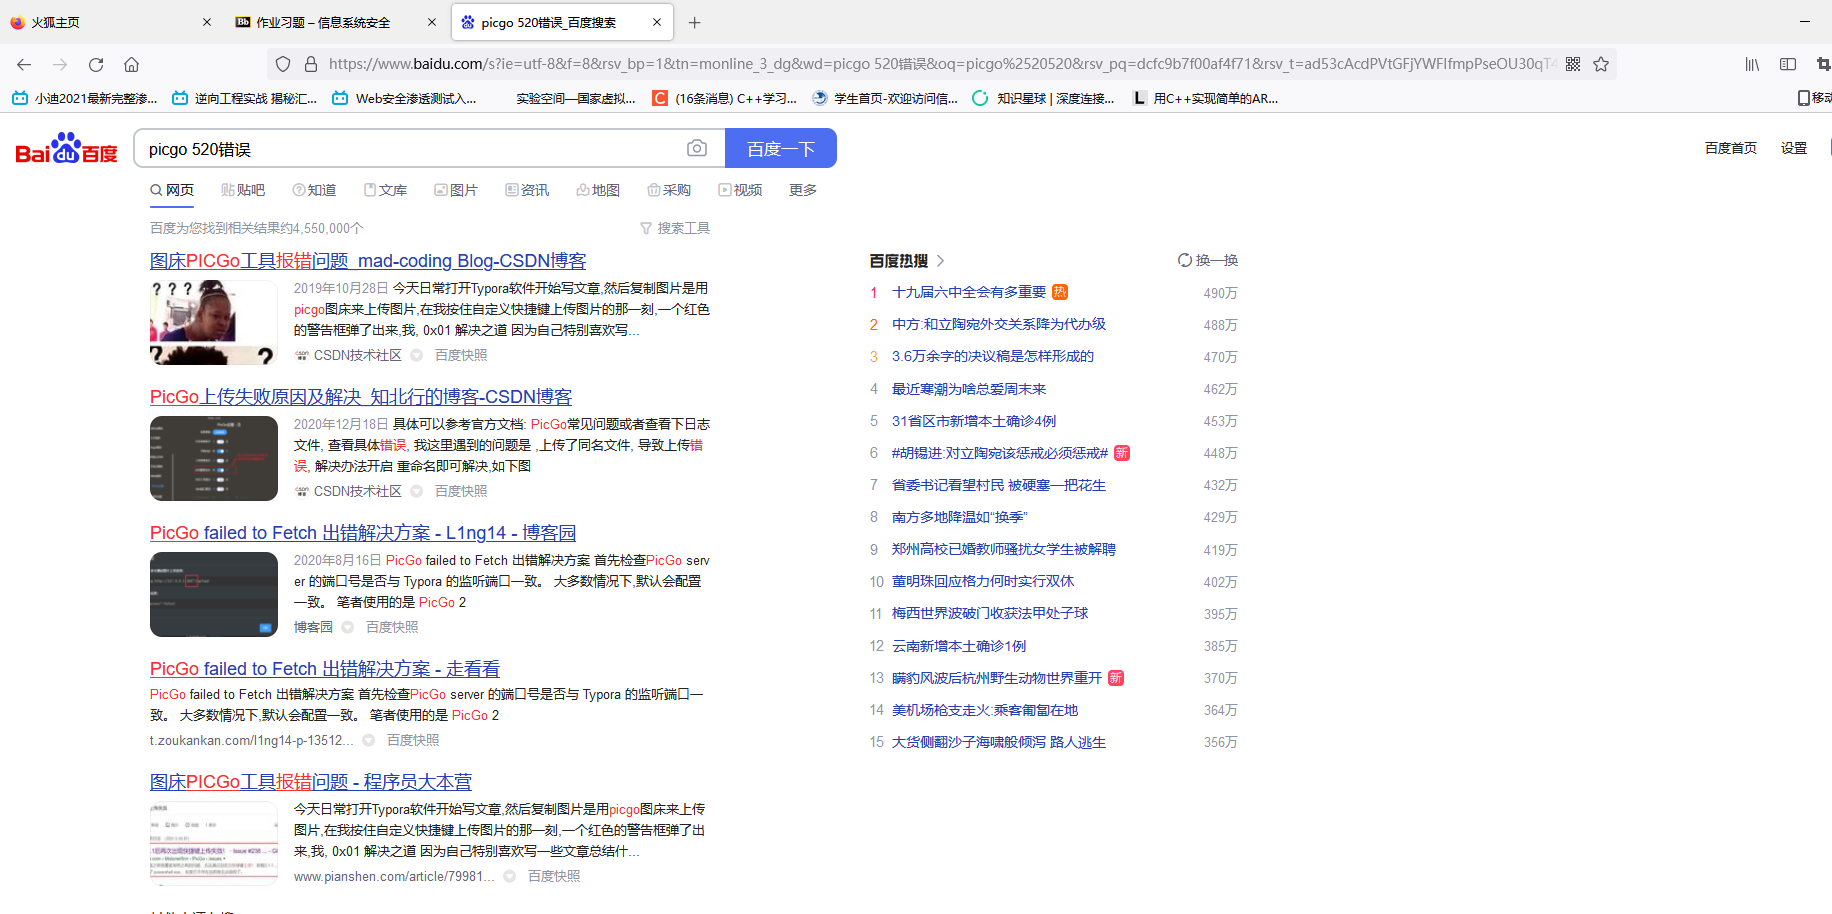 火狐主页
作业习题 – 信息系统安全
picgo 520错误_百度搜索
https://www.baidu.com/s?ie=utf-8&f=8&rsv_bp=1&tn=monline_3_dg&wd=picgo 520错误&oq=picgo%2520520&rsv_pq=dcfc9b7f00af4f71&rsv_t=ad53cAcdPVtGFjYWFIfmpPseOU30qT4
小迪2021最新完整渗...
逆向工程实战 揭秘汇...
Web安全渗透测试入...
实验空间—国家虚拟...
(16条消息) C++学习...
学生首页-欢迎访问信...
知识星球 | 深度连接...
用C++实现简单的AR...
移动
Bai du 百度
picgo 520错误
百度一下
百度首页
设置
网页
贴吧
知道
文库
图片
资讯
地图
采购
视频
更多
百度为您找到相关结果约4,550,000个
搜索工具
图床PICGo工具报错问题_mad-coding Blog-CSDN博客
2019年10月28日 今天日常打开Typora软件开始写文章,然后复制图片是用
picgo图床来上传图片,在我按住自定义快捷键上传图片的那一刻,一个红色
的警告框弹了出来,我, 0x01 解决之道 因为自己特别喜欢写...
CSDN技术社区
百度快照
PicGo上传失败原因及解决_知北行的博客-CSDN博客
2020年12月18日 具体可以参考官方文档: PicGo常见问题或者查看下日志
文件, 查看具体错误, 我这里遇到的问题是 ,上传了同名文件, 导致上传错
误, 解决办法开启 重命名即可解决,如下图
CSDN技术社区
百度快照
PicGo failed to Fetch 出错解决方案 - L1ng14 - 博客园
2020年8月16日 PicGo failed to Fetch 出错解决方案 首先检查PicGo serv
er 的端口号是否与 Typora 的监听端口一致。 大多数情况下,默认会配置
一致。 笔者使用的是 PicGo 2
博客园
百度快照
PicGo failed to Fetch 出错解决方案 - 走看看
PicGo failed to Fetch 出错解决方案 首先检查PicGo server 的端口号是否与 Typora 的监听端口一
致。 大多数情况下,默认会配置一致。 笔者使用的是 PicGo 2
t.zoukankan.com/l1ng14-p-13512...
百度快照
图床PICGo工具报错问题 - 程序员大本营
今天日常打开Typora软件开始写文章,然后复制图片是用picgo图床来上传
图片,在我按住自定义快捷键上传图片的那一刻,一个红色的警告框弹了出
来,我, 0x01 解决之道 因为自己特别喜欢写一些文章总结什...
www.pianshen.com/article/79981...
百度快照
百度热搜
换一换
1 十九届六中全会有多重要 热 490万
2 中方:和立陶宛外交关系降为代办级 488万
3 3.6万余字的决议稿是怎样形成的 470万
4 最近寒潮为啥总爱周末来 462万
5 31省区市新增本土确诊4例 453万
6 #胡锡进:对立陶宛该惩戒必须惩戒# 新 448万
7 省委书记看望村民 被硬塞一把花生 432万
8 南方多地降温如“换季” 429万
9 郑州高校已婚教师骚扰女学生被解聘 419万
10 董明珠回应格力何时实行双休 402万
11 梅西世界波破门收获法甲处子球 395万
12 云南新增本土确诊1例 385万
13 瞒豹风波后杭州野生动物世界重开 新 370万
14 美机场枪支走火:乘客匍匐在地 364万
15 大货侧翻沙子海啸般倾泻 路人逃生 356万